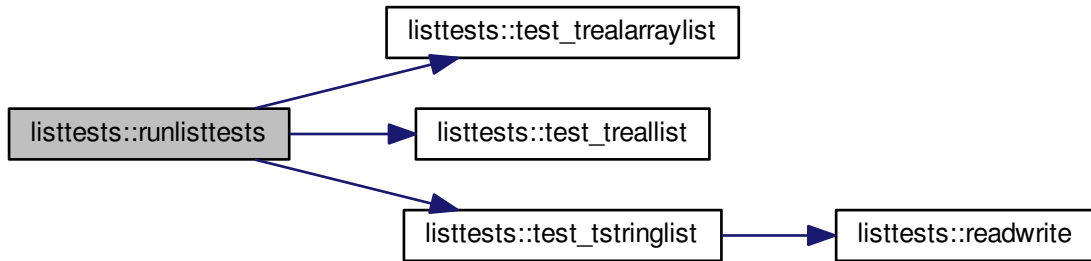 listtests::test_trealarraylist
listtests::runlisttests
listtests::test_treallist
listtests::test_tstringlist
listtests::readwrite